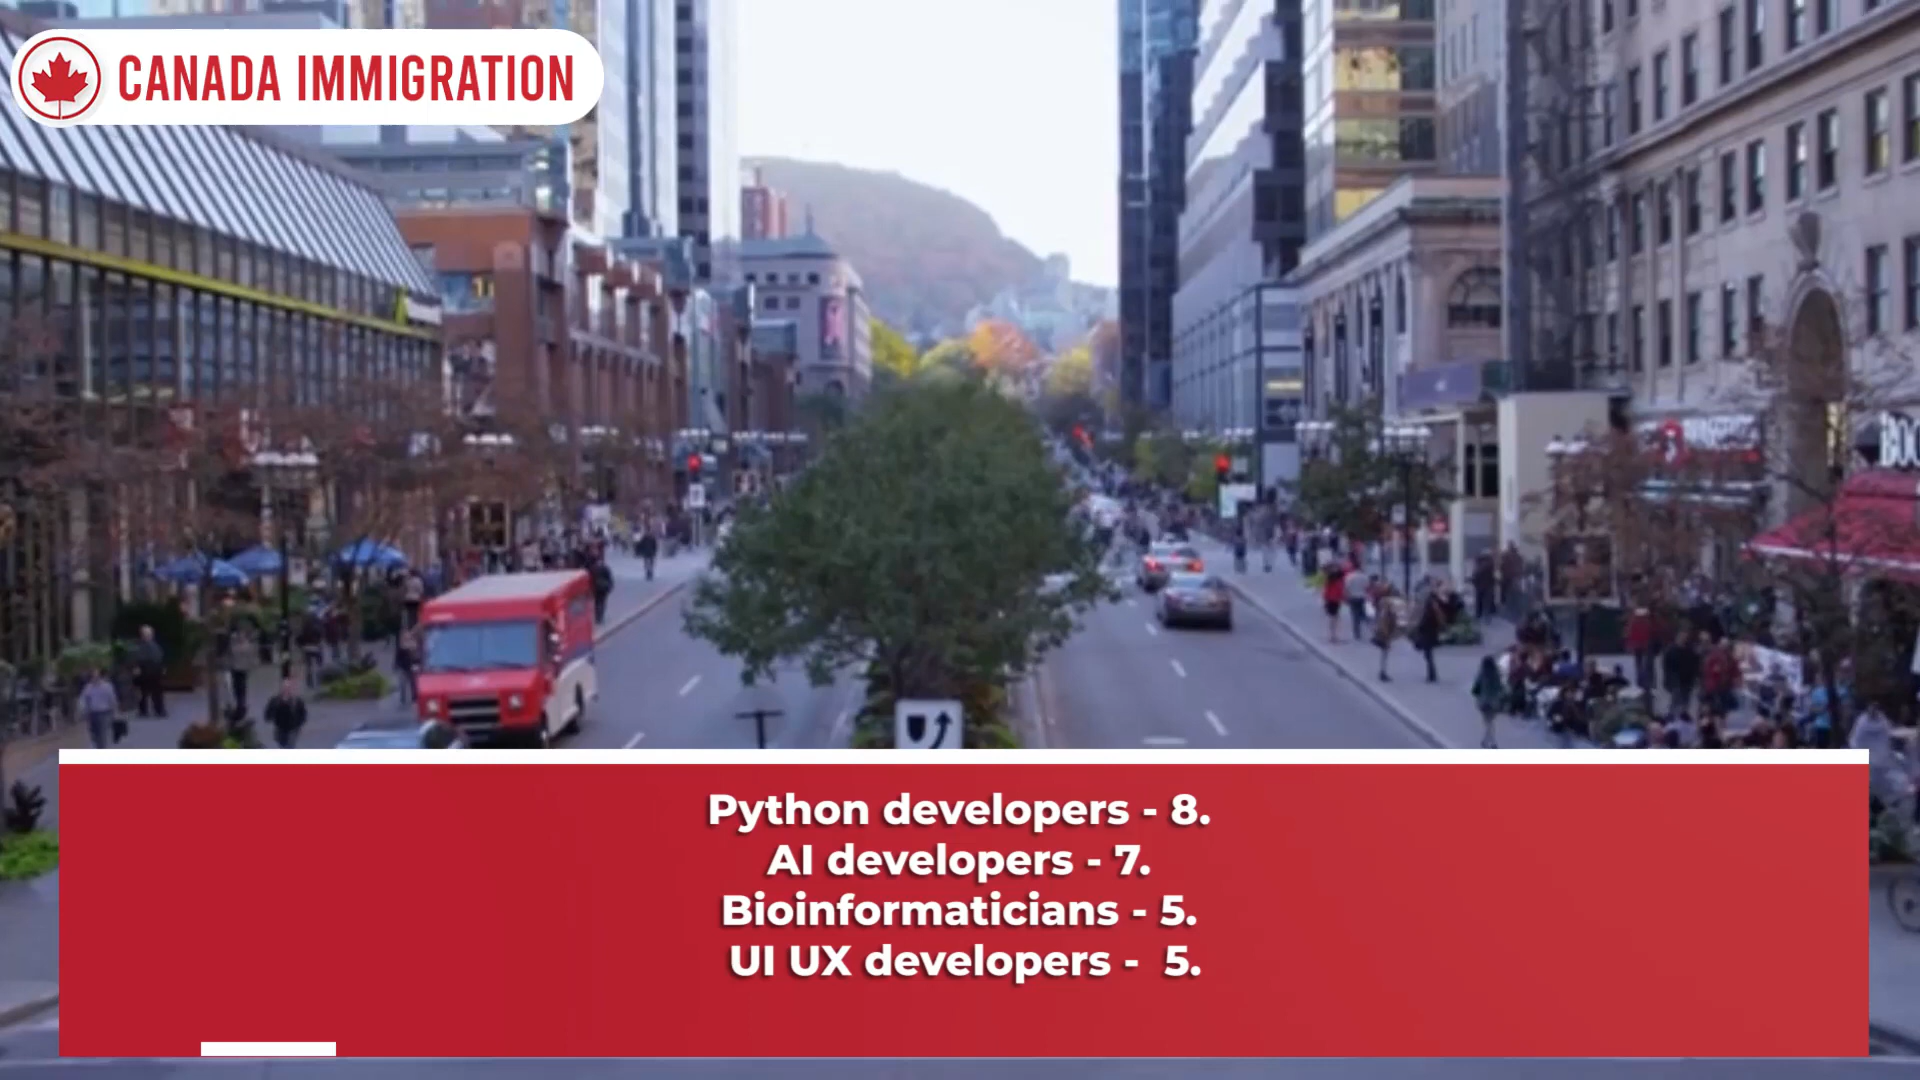 CANADA IMMIGRATION
Python developers - 8.
AI developers - 7.
Bioinformaticians - 5.
UI UX developers -  5.